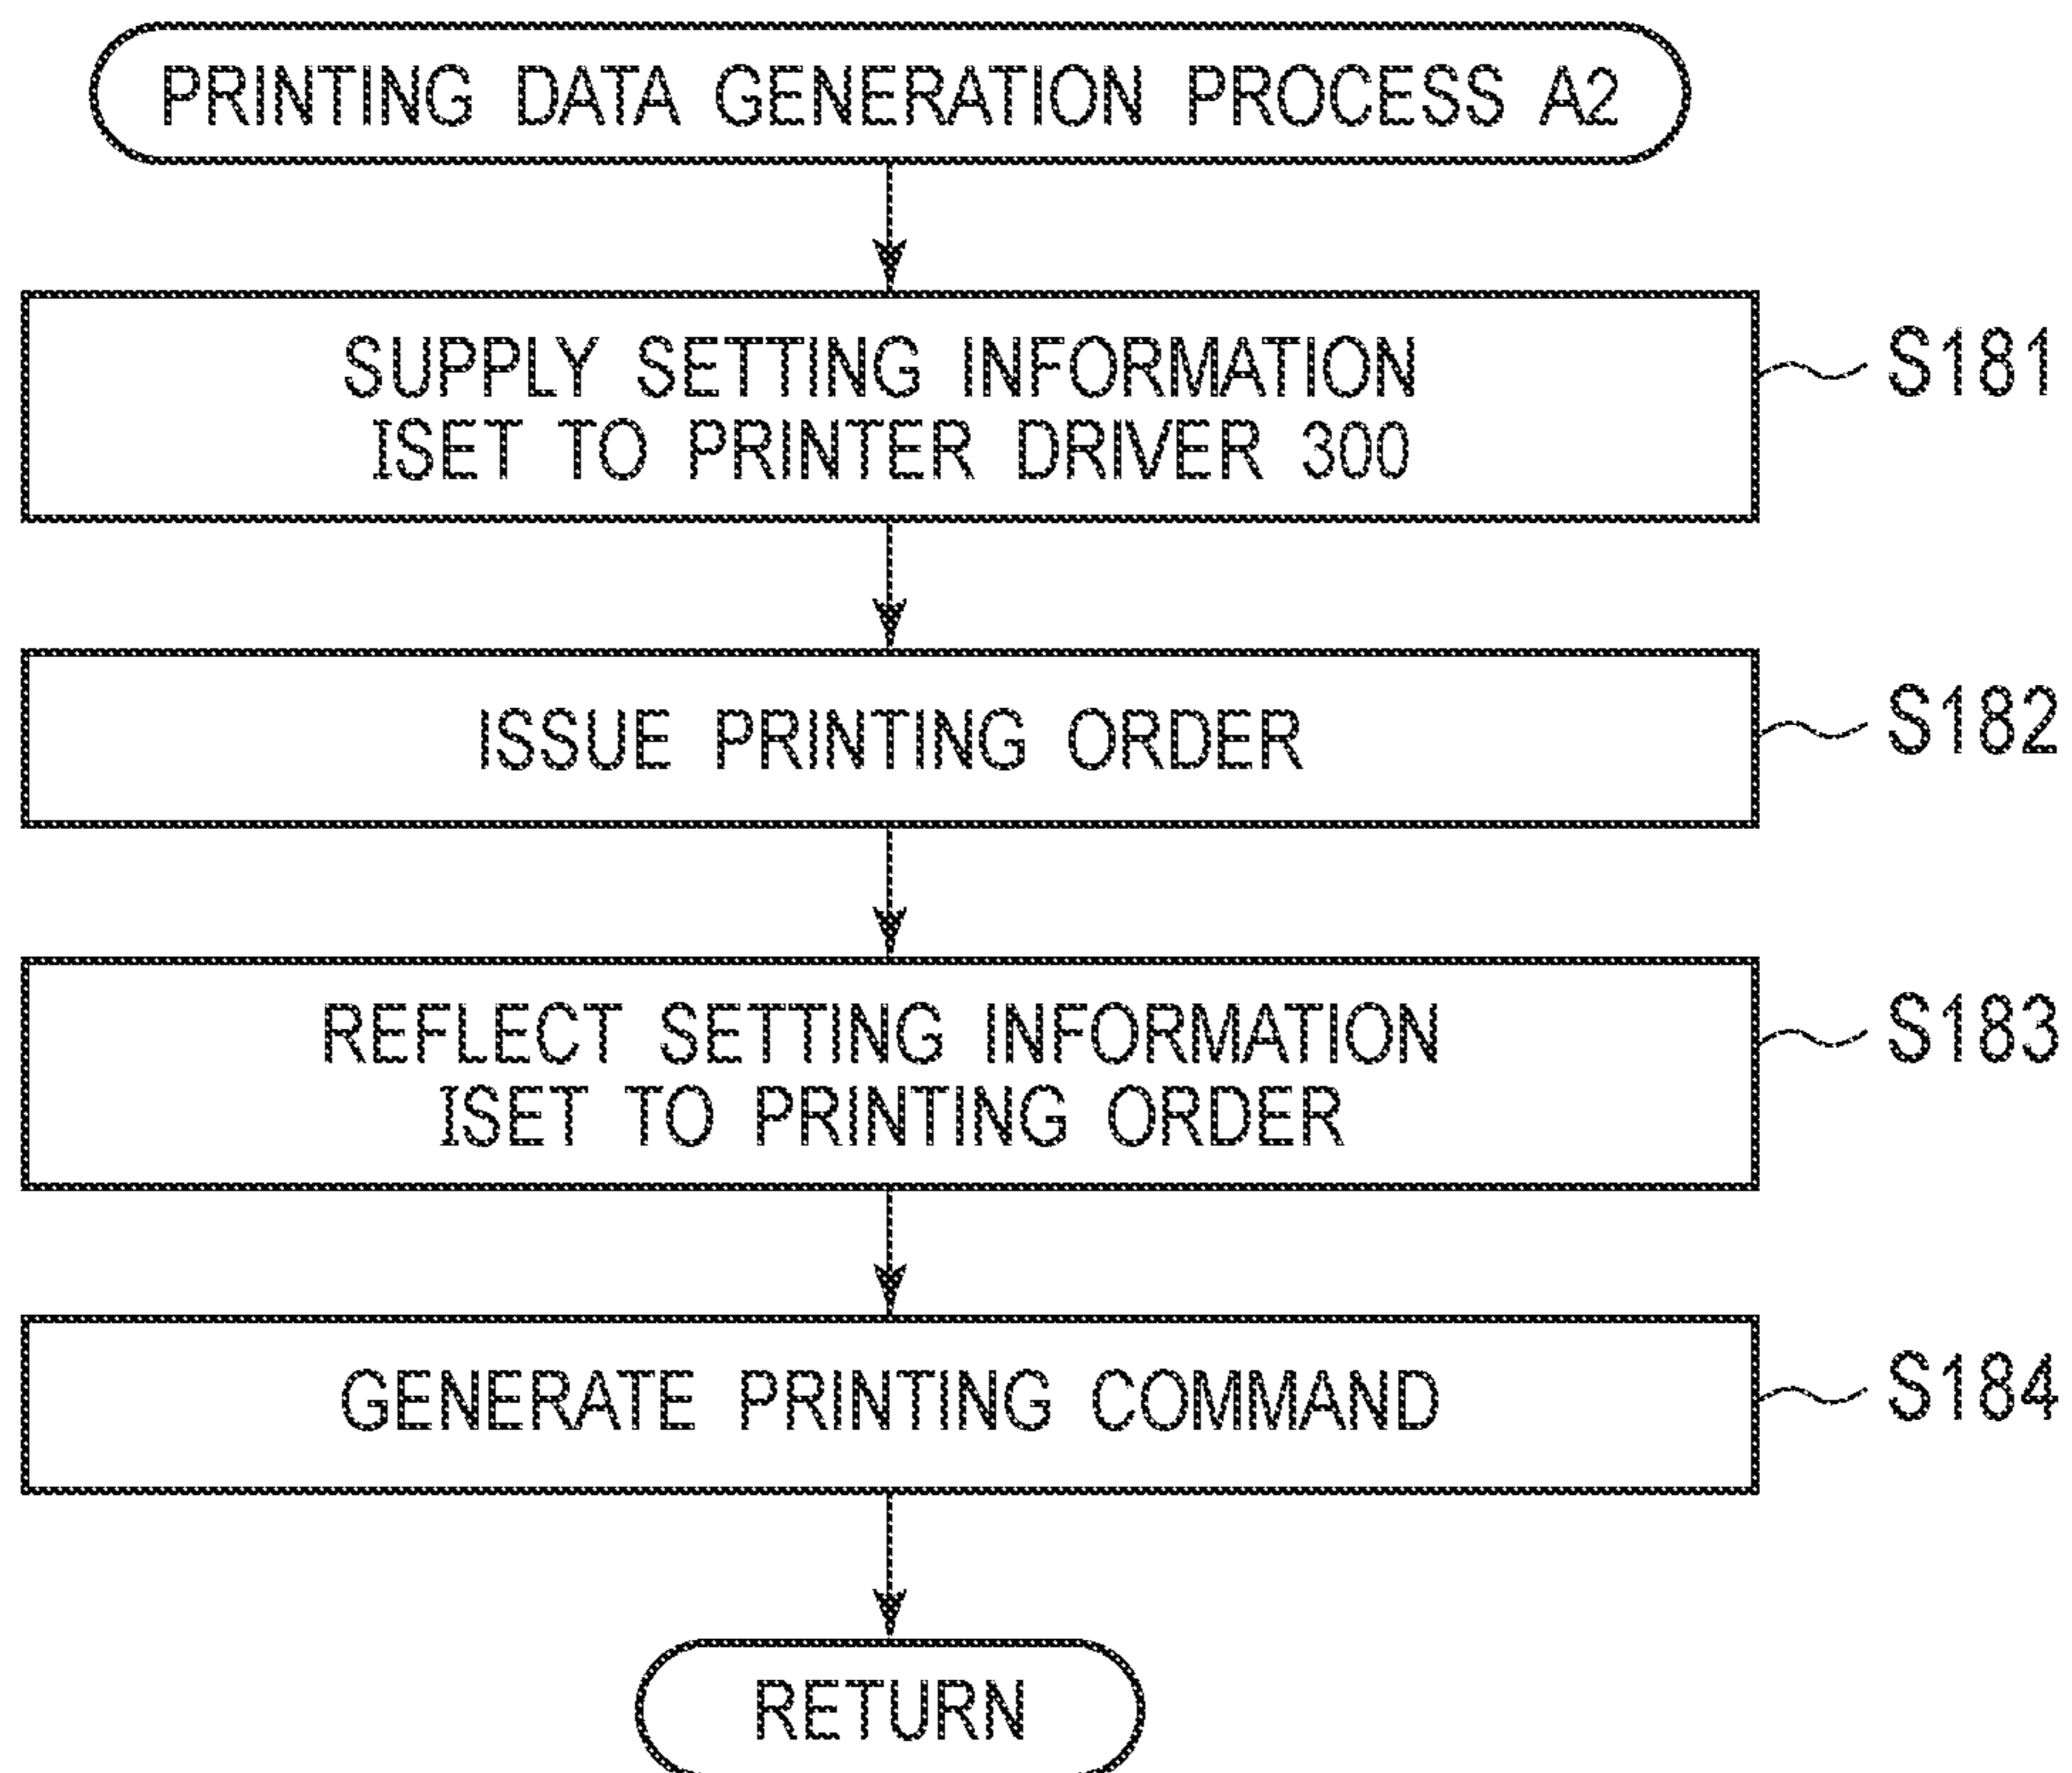 PRINTING DATA GENERATION PROCESS A2
SUPPLY SETTING INFORMATION
ISET TO PRINTER DRIVER 300
S181
ISSUE PRINTING ORDER
S182
REFLECT SETTING INFORMATION
ISET TO PRINTING ORDER
S183
GENERATE PRINTING COMMAND
S184
RETURN